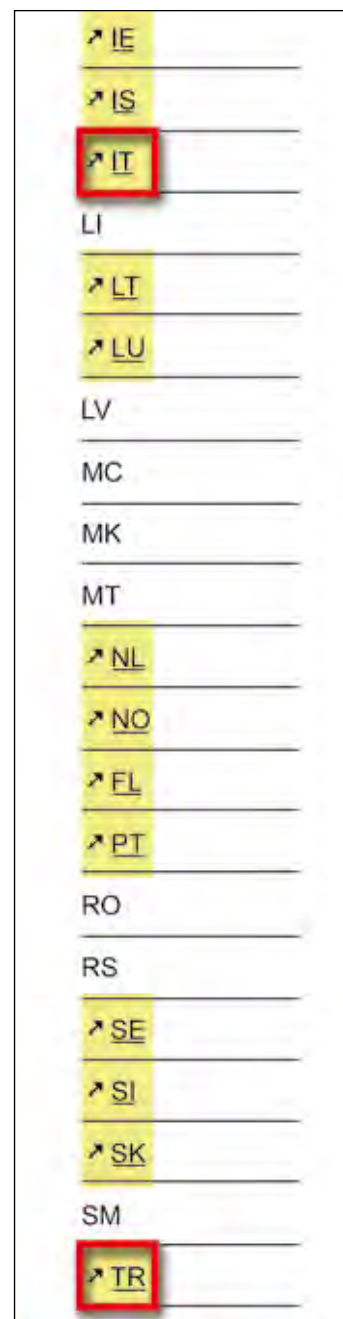 ↗ IE
↗ IS
↗ IT
LI
↗ LT
↗ LU
LV
MC
MK
MT
↗ NL
↗ NO
↗ FL
↗ PT
RO
RS
↗ SE
↗ SI
↗ SK
SM
↗ TR